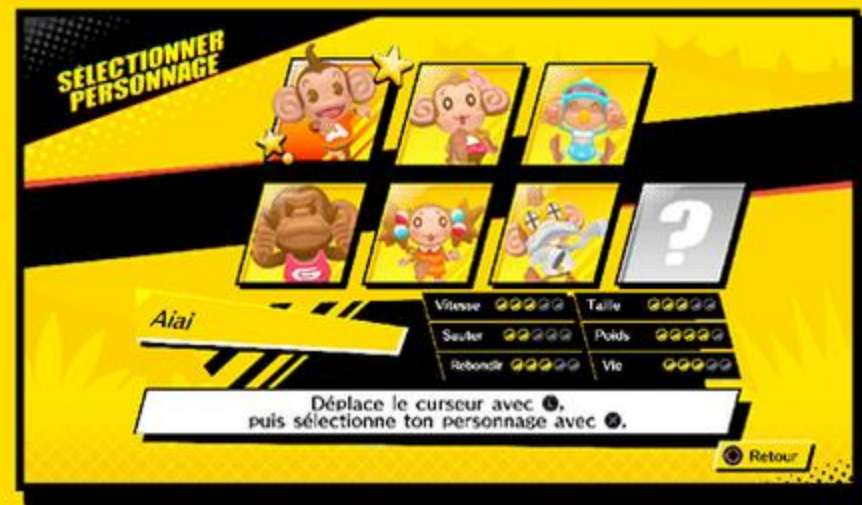 SÉLECTIONNER
PERSONNAGE
G
?
Aiai
Vitesse
Taille
Sauter
Poids
Rebondir
Vie
Déplace le curseur avec L,
puis sélectionne ton personnage avec ✕.
Retour